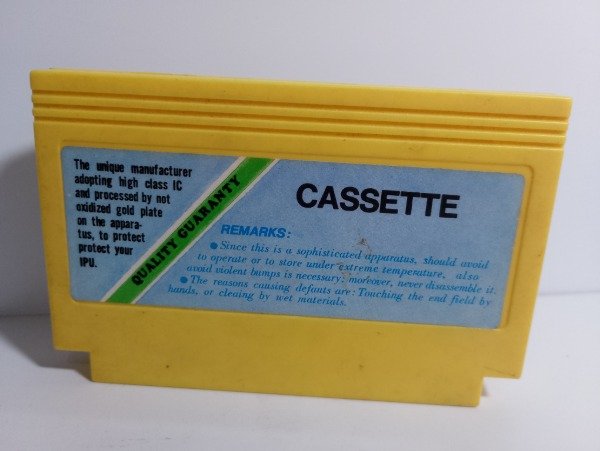 The unique manufacturer
adopting high class IC
and processed by not
oxidized gold plate
on the appara-
tus, to protect
protect your
IPU.
QUALITY GUARANTY
CASSETTE
REMARKS:
● Since this is a sophisticated apparatus, should avoid
to operate or to store under extreme temperature, also
avoid violent bumps is necessary; moreover, never disassemble it.
● The reasons causing defants are: Touching the end field by
hands, or cleaing by wet materials.